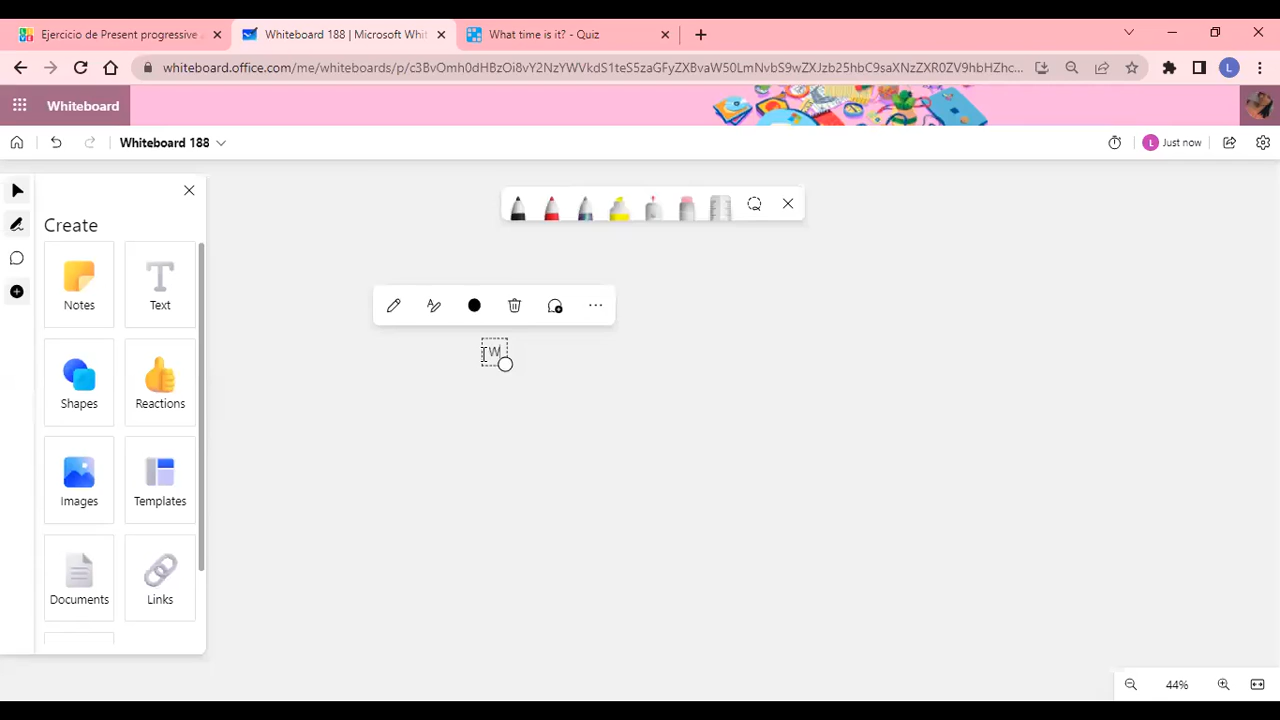 Ejercicio de Present progressive
Whiteboard 188 | Microsoft Whit
What time is it? - Quiz
whiteboard.office.com/me/whiteboards/p/c3BvOmh0dHBzOi8vY2NzYWVkdS1teS5zaGFyZXBvaW50LmNvbS9wZXJzb25hbC9saXNzZXR0ZV9hbHZhc...
L
Whiteboard
Whiteboard 188
L
Just now
Create
Notes
Text
W
Shapes
Reactions
Images
Templates
Documents
Links
44%